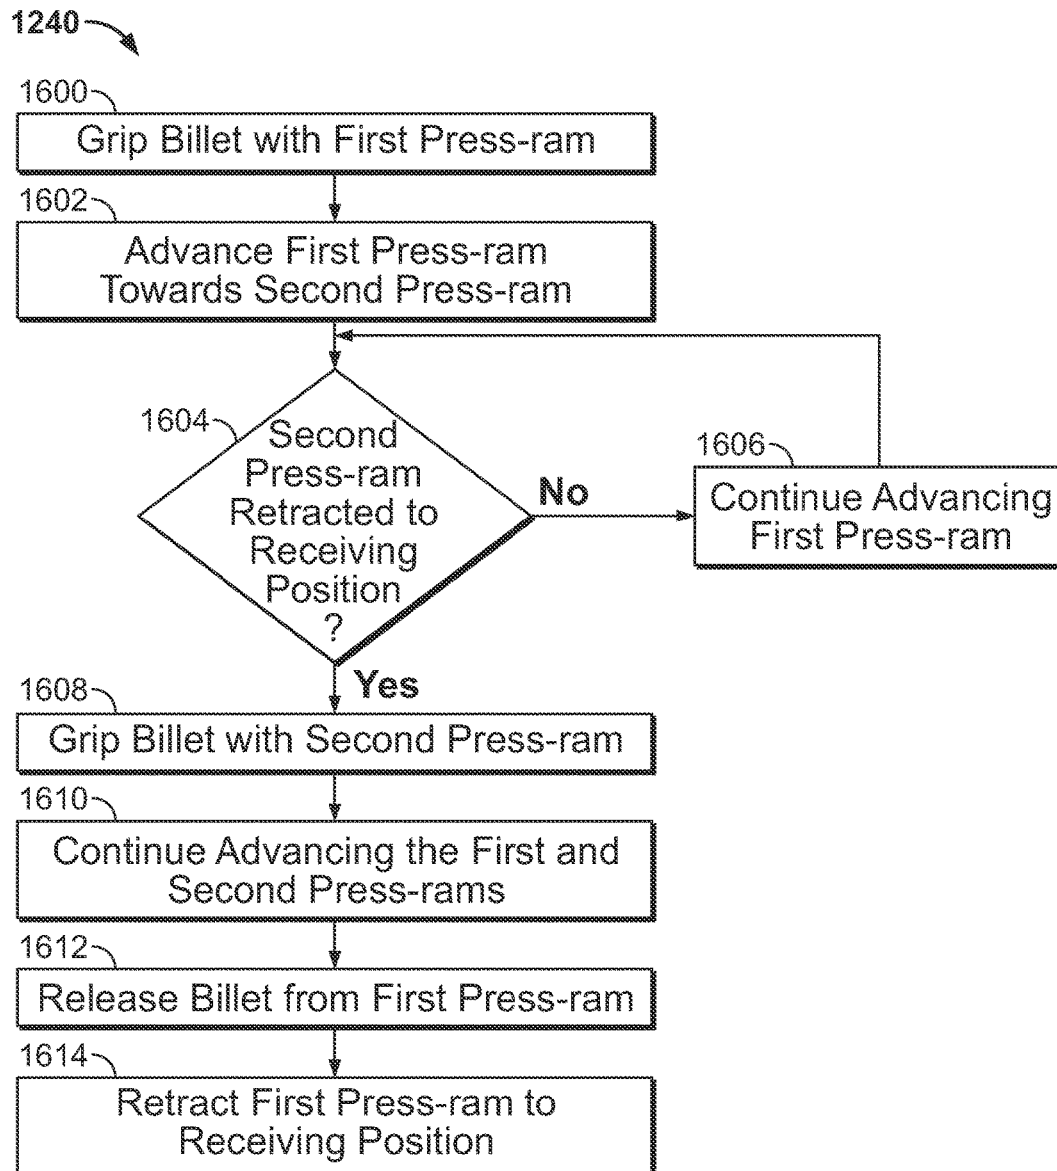 1240
1600
Grip Billet with First Press-ram
1602
Advance First Press-ram
Towards Second Press-ram
1604
Second
Press-ram
Retracted to
Receiving
Position
?
No
1606
Continue Advancing
First Press-ram
Yes
1608
Grip Billet with Second Press-ram
1610
Continue Advancing the First and
Second Press-rams
1612
Release Billet from First Press-ram
1614
Retract First Press-ram to
Receiving Position